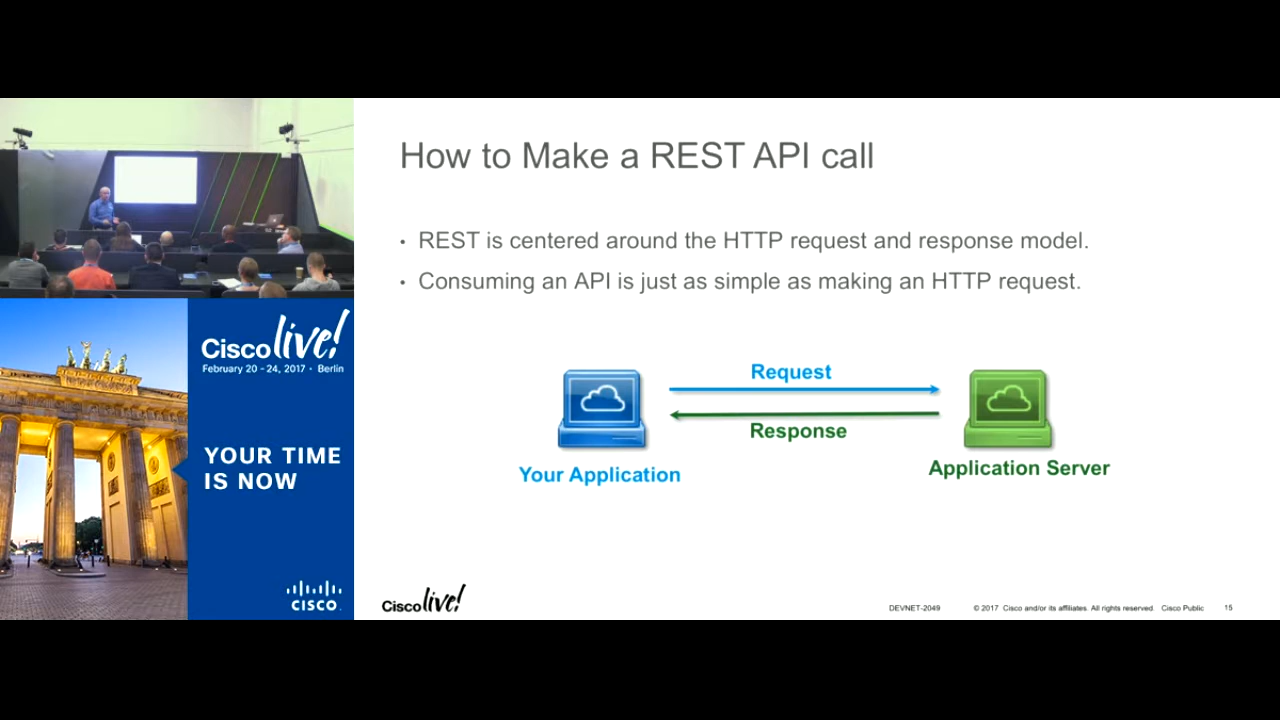 How to Make a REST API call
• REST is centered around the HTTP request and response model.
• Consuming an API is just as simple as making an HTTP request.
Request
Response
Your Application
Application Server
Cisco live!
February 20 - 24, 2017 • Berlin
YOUR TIME
IS NOW
CISCO.
Cisco live!
DEVNET-2049
© 2017 Cisco and/or its affiliates. All rights reserved. Cisco Public
15